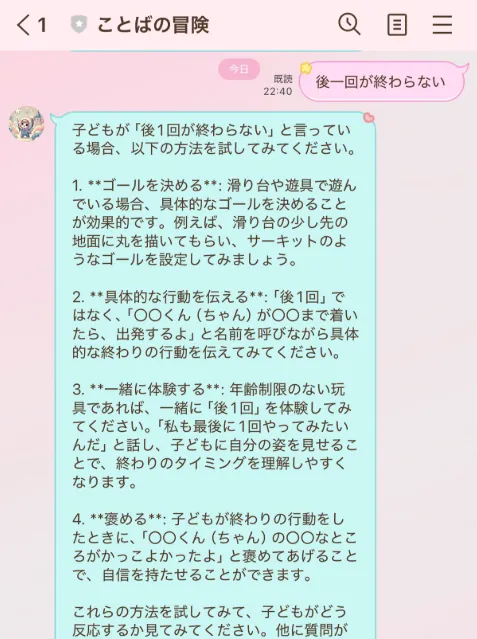 1 ことばの冒険
今日
既読
22:40
後一回が終わらない
子どもが「後1回が終わらない」と言ってい
る場合、以下の方法を試してみてください。
1. **ゴールを決める**: 滑り台や遊具で遊ん
でいる場合、具体的なゴールを決めること
が効果的です。例えば、滑り台の少し先の
地面に丸を描いてもらい、サーキットのよ
うなゴールを設定してみましょう。
2. **具体的な行動を伝える**:「後1回」で
はなく、「〇〇くん（ちゃん）が〇〇まで着い
たら、出発するよ」と名前を呼びながら具体
的な終わりの行動を伝えてみてください。
3. **一緒に体験する**: 年齢制限のない玩
具であれば、一緒に「後1回」を体験してみ
てください。「私も最後に1回やってみたい
んだ」と話し、子どもに自分の姿を見せるこ
とで、終わりのタイミングを理解しやすく
なります。
4. **褒める**: 子どもが終わりの行動をし
たときに、「〇〇くん（ちゃん）の〇〇なとこ
ろがかっこよかったよ」と褒めてあげること
で、自信を持たせることができます。
これらの方法を試してみて、子どもがどう
反応するか見てみてください。他に質問が